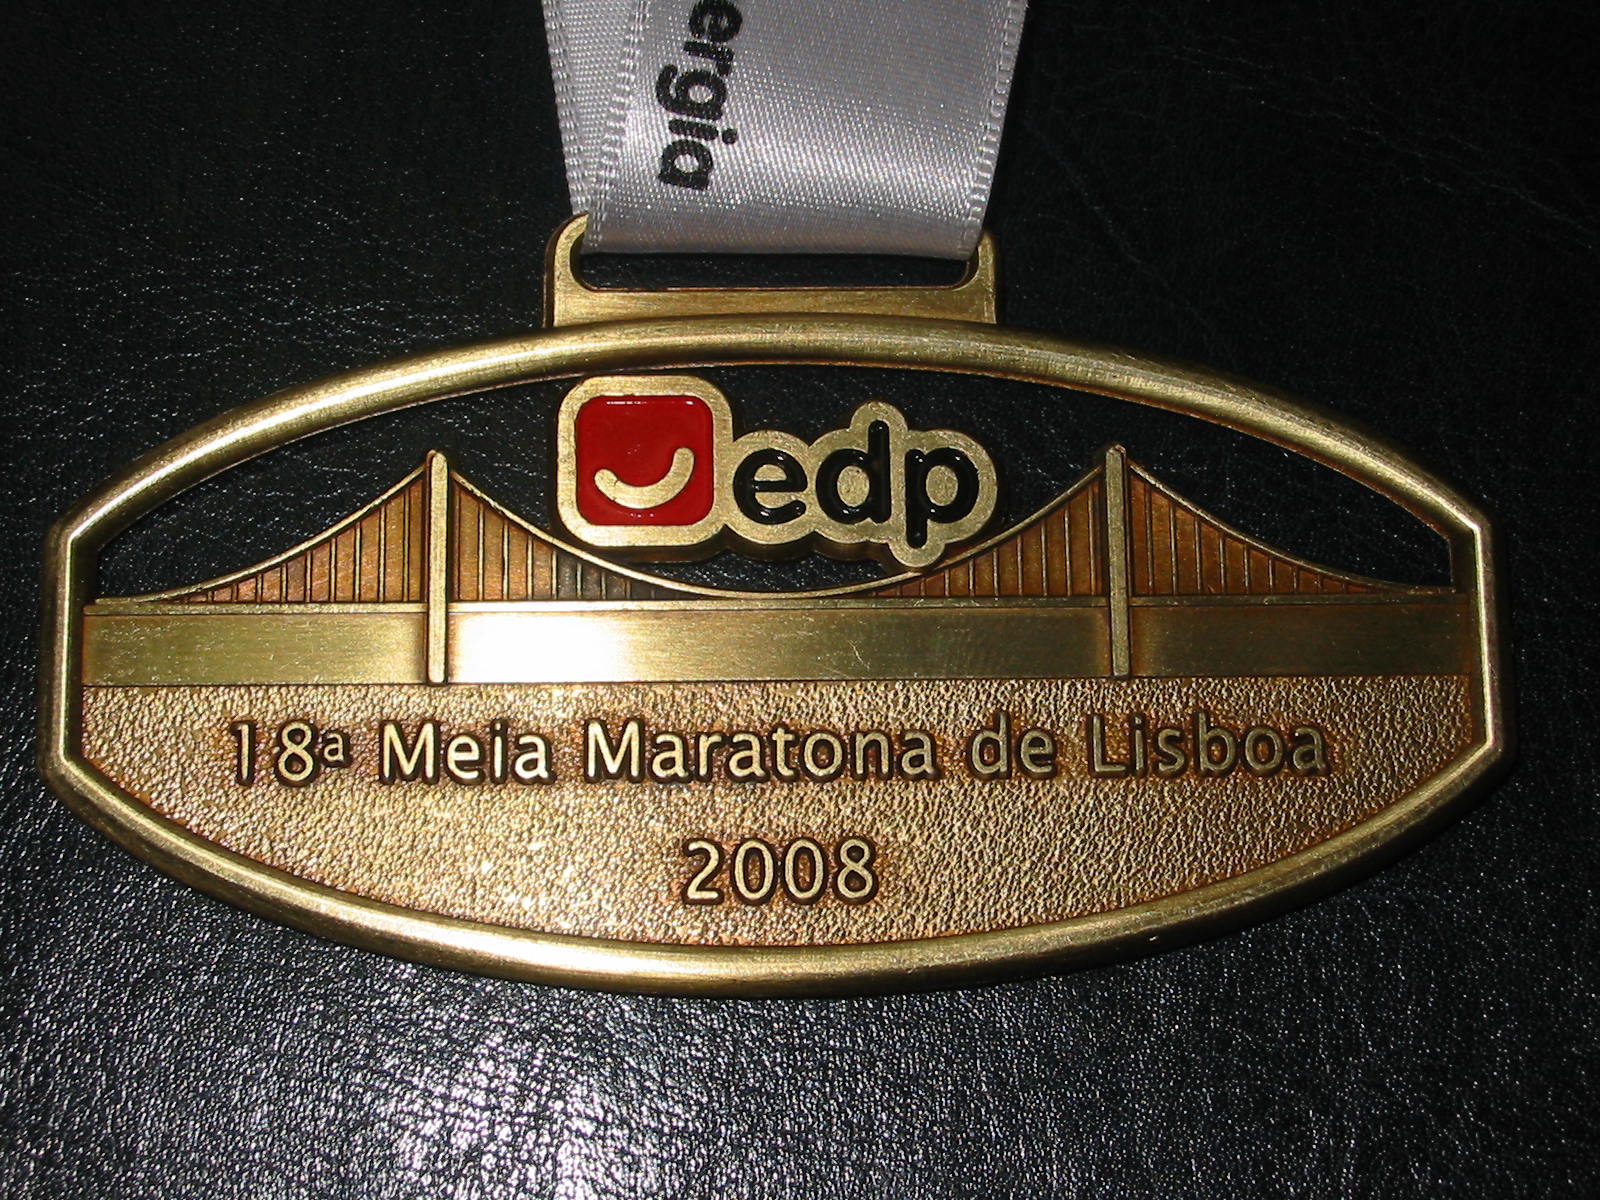 ergia
edp
18ª Meia Maratona de Lisboa
2008